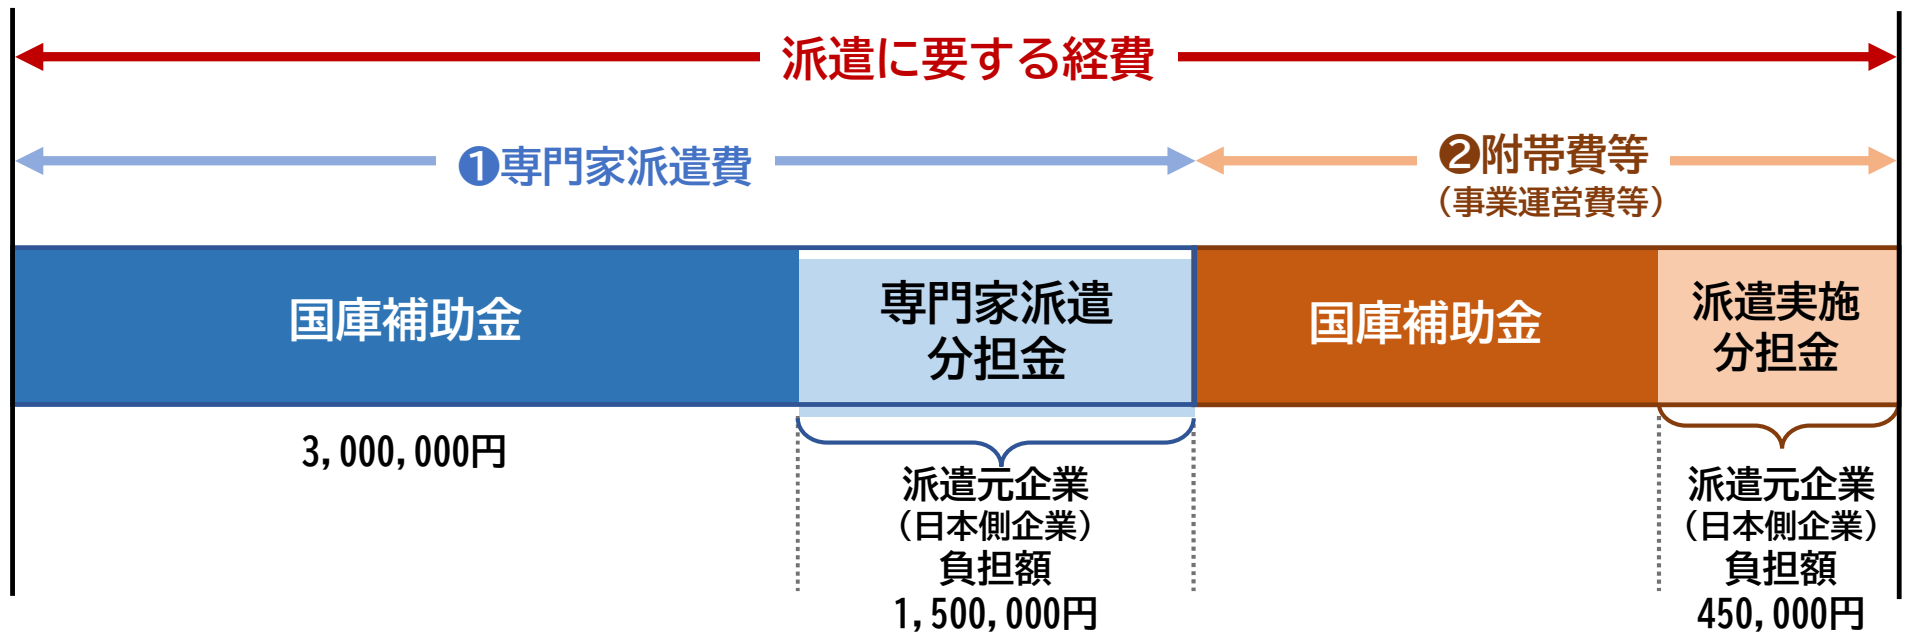 派遣に要する経費
❶専門家派遣費
❷附帯費等
（事業運営費等）
国庫補助金
専門家派遣
分担金
国庫補助金
派遣実施
分担金
3,000,000円
派遣元企業
（日本側企業）
負担額
1,500,000円
派遣元企業
（日本側企業）
負担額
450,000円